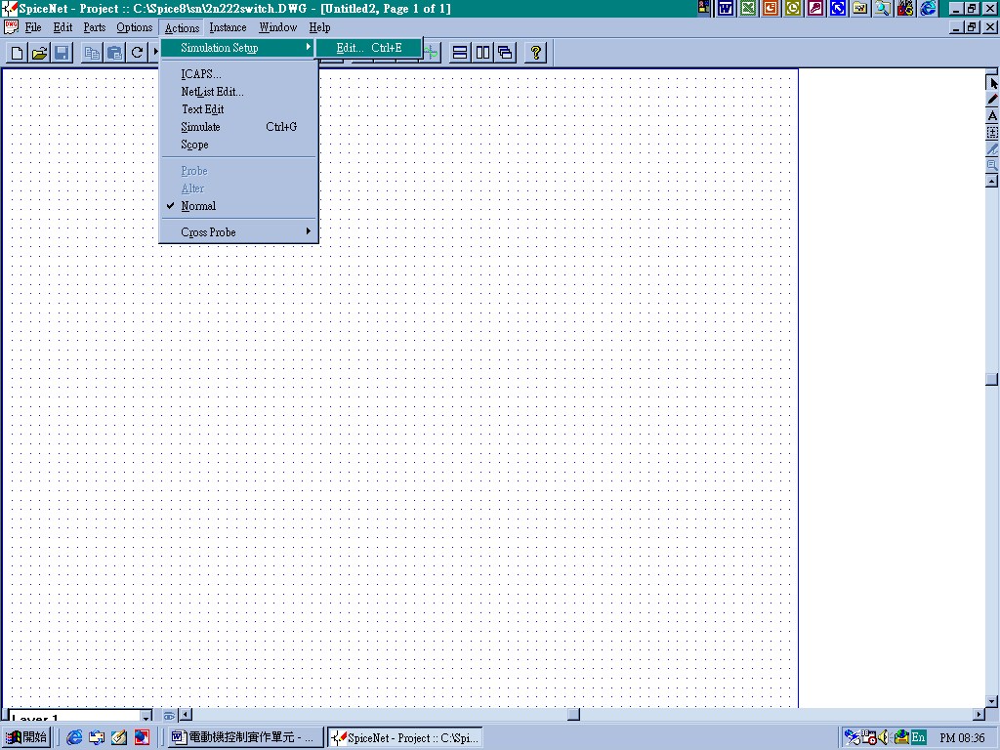 SpiceNet - Project :: C:\Spice8\sn\2n222switch.DWG - [Untitled2, Page 1 of 1]
File Edit Parts Options Actions Instance Window Help
Simulation Setup Edit... Ctrl+E
ICAPS...
NetList Edit...
Text Edit
Simulate Ctrl+G
Scope
Probe
Alter
Normal
Cross Probe
Layer 1
開始 電動機控制實作單元 - ... SpiceNet - Project :: C:\Spi... En PM 08:36